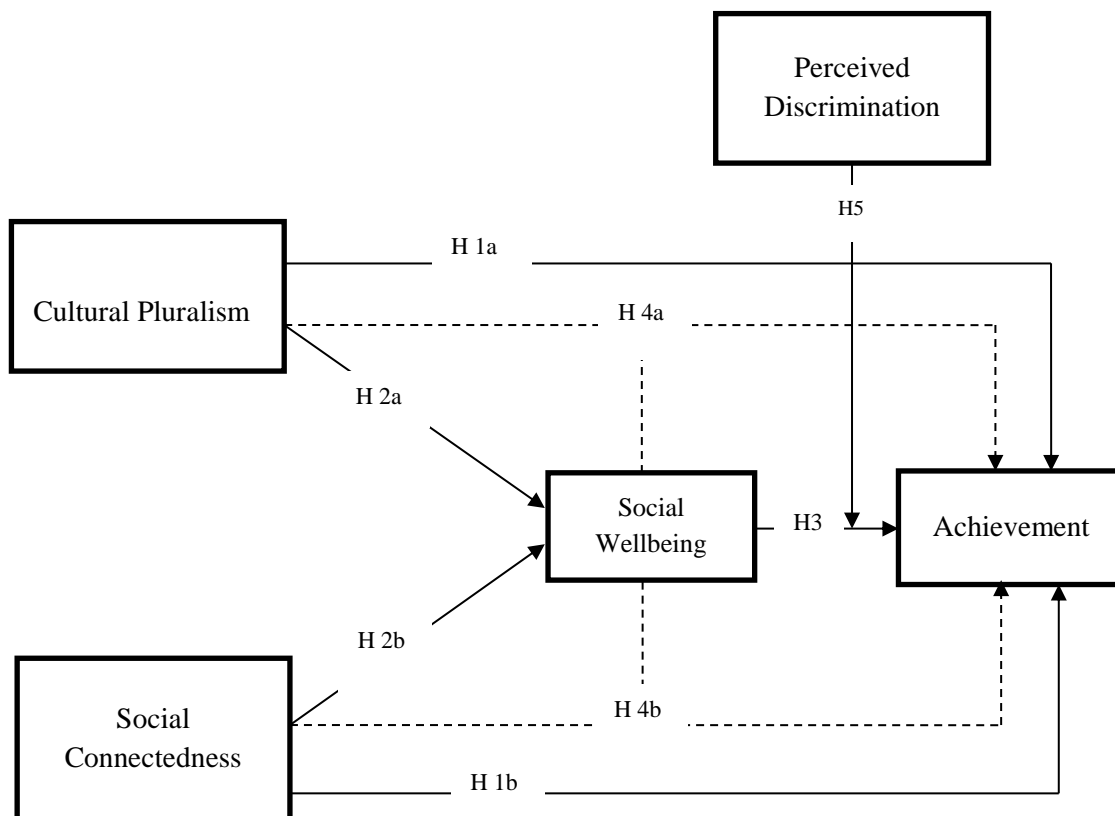 Perceived
Discrimination
H5
H 1a
Cultural Pluralism
H 4a
H 2a
Social
Wellbeing
H3
Achievement
H 2b
Social
Connectedness
H 4b
H 1b